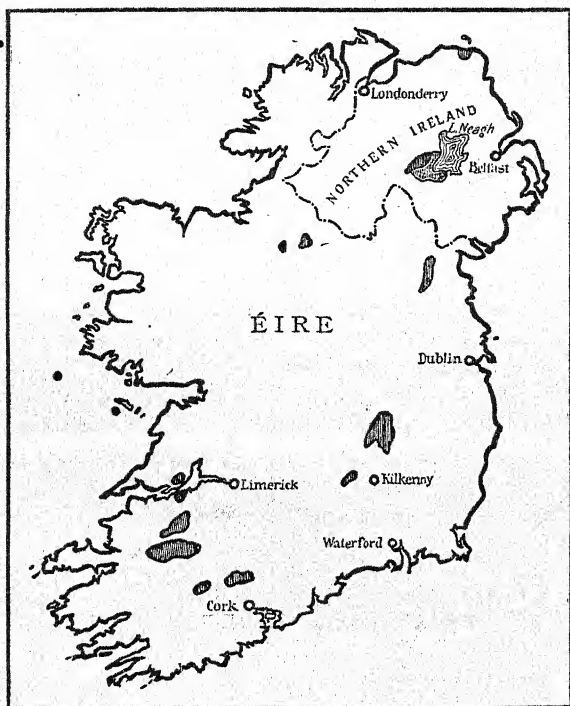 Londonderry
NORTHERN IRELAND
L. Neagh
Belfast
ÉIRE
Dublin
Limerick
Kilkenny
Waterford
Cork